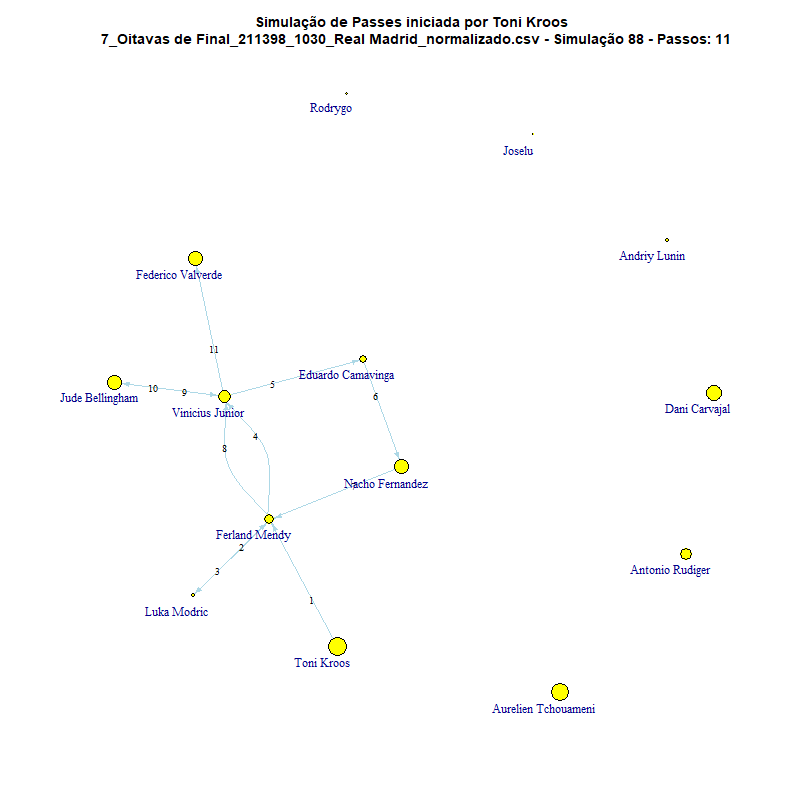 Simulação de Passes iniciada por Toni Kroos
7_Oitavas de Final_211398_1030_Real Madrid_normalizado.csv - Simulação 88 - Passos: 11
Rodrygo
Joselu
Andriy Lunin
Federico Valverde
11
Eduardo Camavinga
5
10
9
Jude Bellingham
6
Dani Carvajal
Vinicius Junior
4
8
Nacho Fernandez
Ferland Mendy
2
Antonio Rudiger
3
1
Luka Modric
Toni Kroos
Aurelien Tchouameni